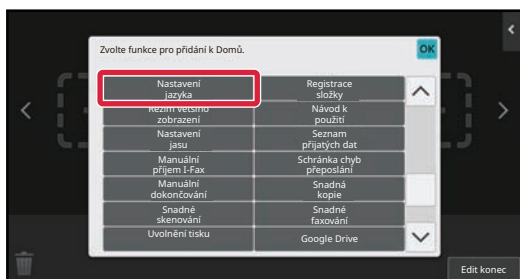 Zvolte funkce pro přidání k Domů.
OK
Nastavení
jazyka
Registrace
složky
Režim většího
zobrazení
Návod k
použití
Nastavení
jasu
Seznam
přijatých dat
Manuální
příjem I-Fax
Schránka chyb
přeposlání
Manuální
dokončování
Snadná
kopie
Snadné
skenování
Snadné
faxování
Uvolnění tisku
Google Drive
Edit konec